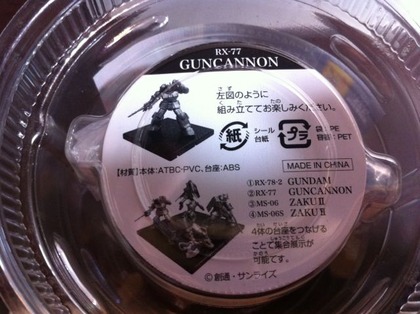 RX-77
GUNCANNON
左図のように
組み立ててお楽しみください。
紙
シール
台紙
プラ
袋:PE
MADE IN CHINA
【材質】本体:ATBC-PVC、台座:ABS
①RX-78-2 GUNDAM
②RX-77 GUNCANNON
③MS-06 ZAKUⅡ
④MS-06S ZAKUⅡ
4体の台座をつなげる
ことで集合展示が
可能です。
©創通・サンライズ